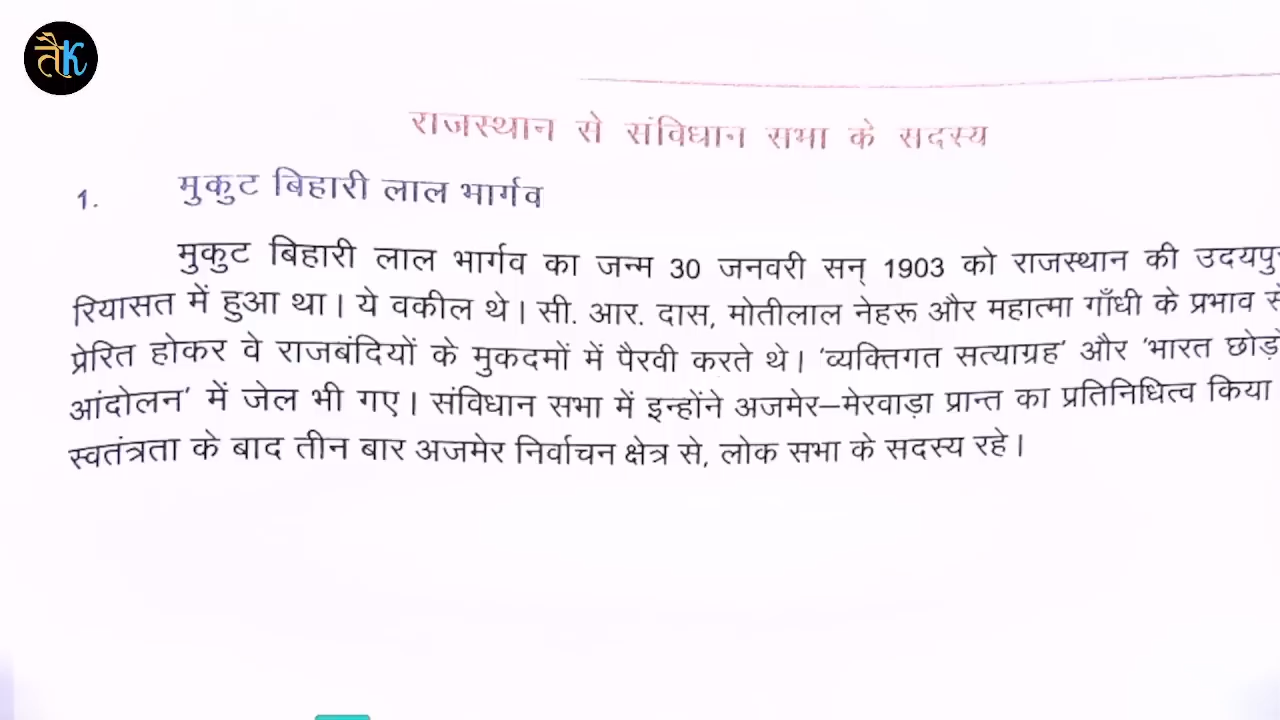 तैK
राजस्थान से संविधान सभा के सदस्य
1. मुकुट बिहारी लाल भार्गव
मुकुट बिहारी लाल भार्गव का जन्म 30 जनवरी सन् 1903 को राजस्थान की उदयपुर
रियासत में हुआ था। ये वकील थे। सी. आर. दास, मोतीलाल नेहरू और महात्मा गाँधी के प्रभाव से
प्रेरित होकर वे राजबंदियों के मुकदमों में पैरवी करते थे। 'व्यक्तिगत सत्याग्रह' और 'भारत छोड़ो
आंदोलन' में जेल भी गए। संविधान सभा में इन्होंने अजमेर–मेरवाड़ा प्रान्त का प्रतिनिधित्व किया
स्वतंत्रता के बाद तीन बार अजमेर निर्वाचन क्षेत्र से, लोक सभा के सदस्य रहे।